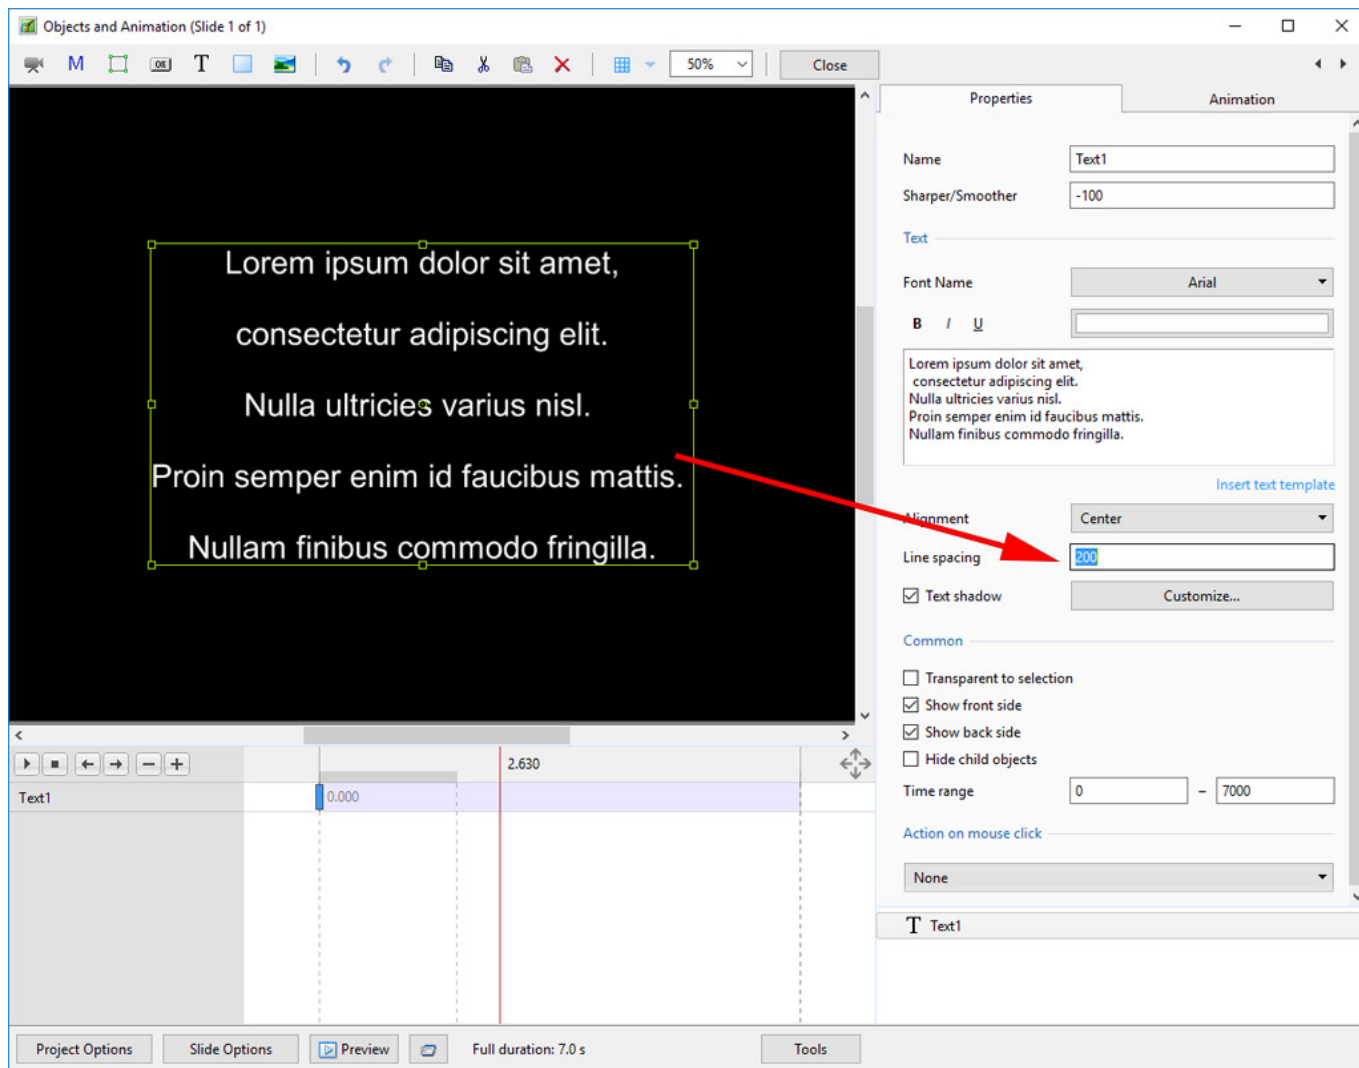 Objects and Animation (Slide 1 of 1)
M OK T 50% Close
Properties Animation
Name Text1
Sharper/Smoother -100
Text
Font Name Arial
B I U
Lorem ipsum dolor sit amet,
consectetur adipiscing elit.
Nulla ultricies varius nisl.
Proin semper enim id faucibus mattis.
Nullam finibus commodo fringilla.
Lorem ipsum dolor sit amet,
consectetur adipiscing elit.
Nulla ultricies varius nisl.
Proin semper enim id faucibus mattis.
Nullam finibus commodo fringilla.
Insert text template
Alignment Center
Line spacing 200
Text shadow Customize...
Common
Transparent to selection
Show front side
Show back side
Hide child objects
Time range 0 – 7000
Action on mouse click
None
T Text1
2.630
Text1 0.000
Project Options Slide Options Preview Full duration: 7.0 s Tools